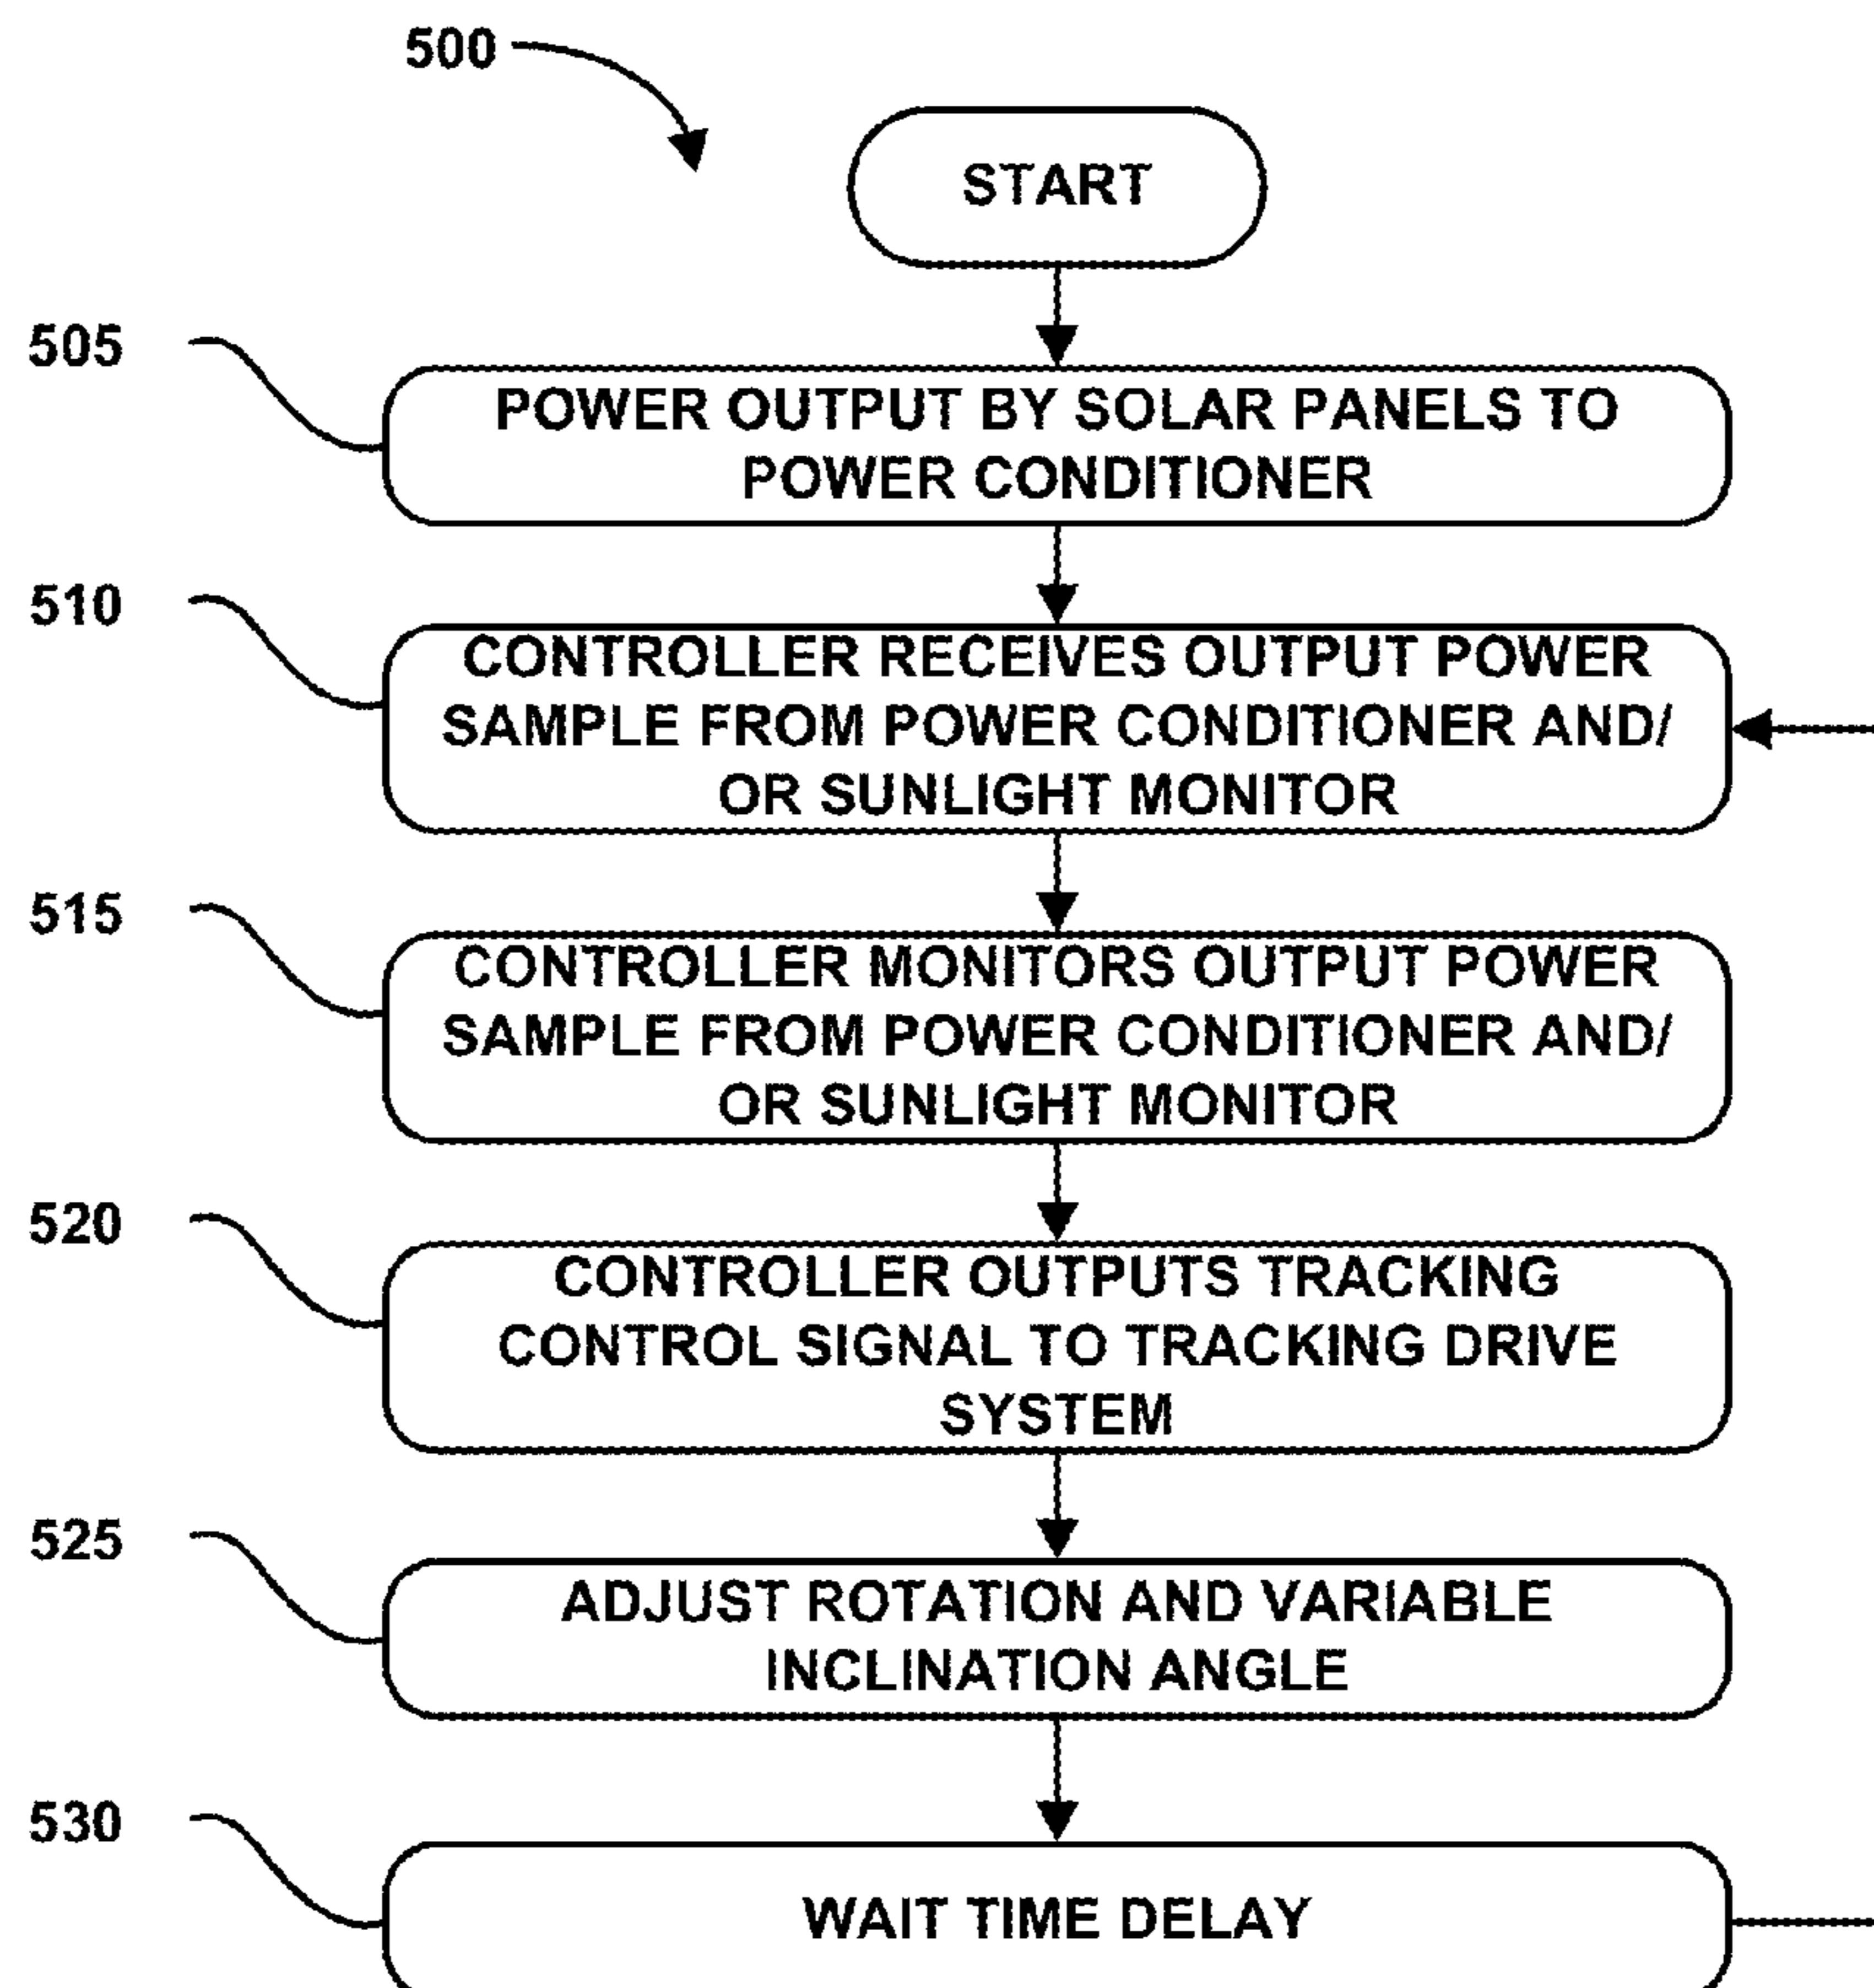 500
START
505
POWER OUTPUT BY SOLAR PANELS TO
POWER CONDITIONER
510
CONTROLLER RECEIVES OUTPUT POWER
SAMPLE FROM POWER CONDITIONER AND/
OR SUNLIGHT MONITOR
515
CONTROLLER MONITORS OUTPUT POWER
SAMPLE FROM POWER CONDITIONER AND/
OR SUNLIGHT MONITOR
520
CONTROLLER OUTPUTS TRACKING
CONTROL SIGNAL TO TRACKING DRIVE
SYSTEM
525
ADJUST ROTATION AND VARIABLE
INCLINATION ANGLE
530
WAIT TIME DELAY